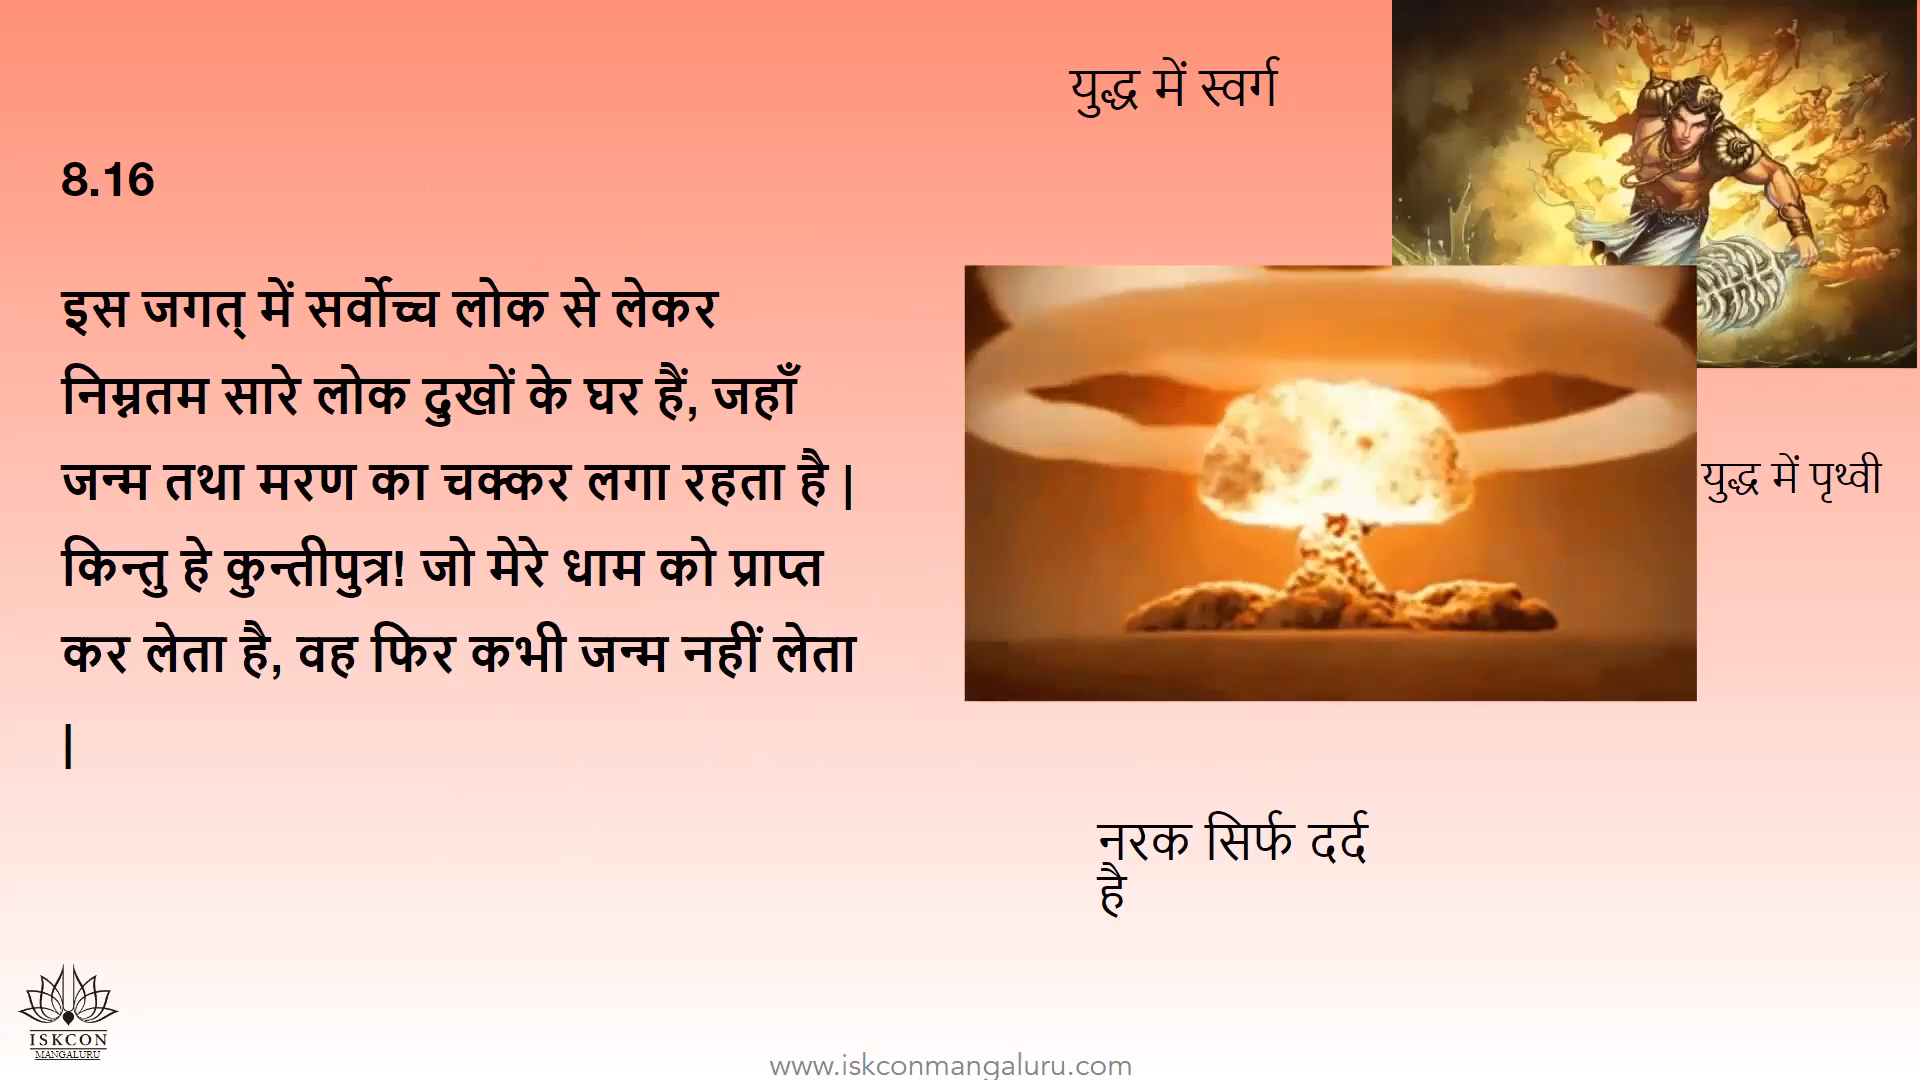 युद्ध में स्वर्ग
8.16
इस जगत् में सर्वोच्च लोक से लेकर
निम्नतम सारे लोक दुखों के घर हैं, जहाँ
जन्म तथा मरण का चक्कर लगा रहता है |
किन्तु हे कुन्तीपुत्र! जो मेरे धाम को प्राप्त
कर लेता है, वह फिर कभी जन्म नहीं लेता
|
युद्ध में पृथ्वी
नरक सिर्फ दर्द
है
ISKCON
MANGALURU
www.iskconmangaluru.com